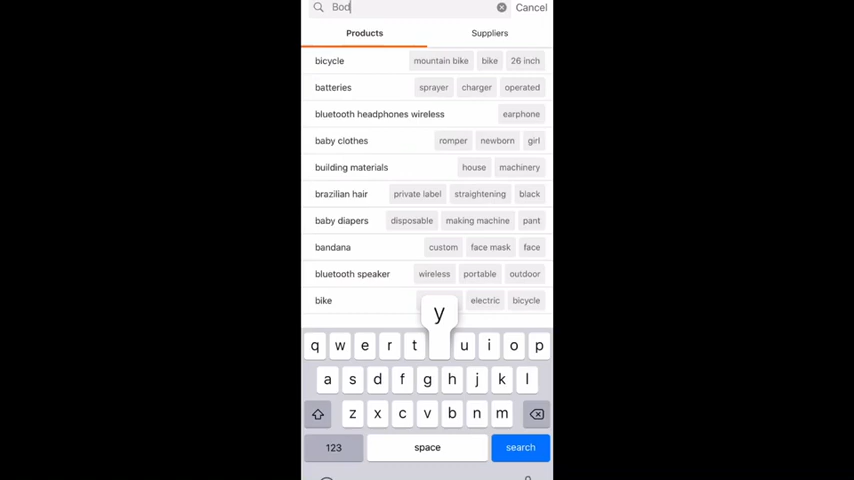 Bod Cancel
Products Suppliers
bicycle mountain bike bike 26 inch
batteries sprayer charger operated
bluetooth headphones wireless earphone
baby clothes romper newborn girl
building materials house machinery
brazilian hair private label straightening black
baby diapers disposable making machine pant
bandana custom face mask face
bluetooth speaker wireless portable outdoor
bike electric bicycle
y
q w e r t u i o p
a s d f g h j k l
z x c v b n m
123 space search